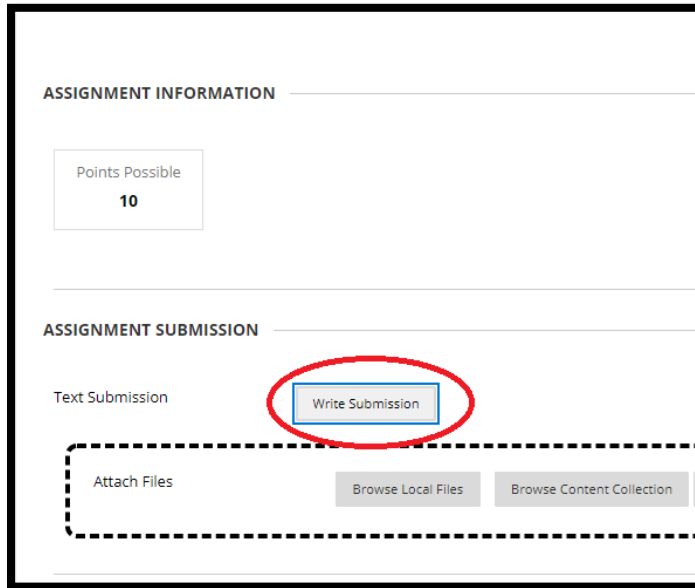 ASSIGNMENT INFORMATION
Points Possible
10
ASSIGNMENT SUBMISSION
Text Submission
Write Submission
Attach Files
Browse Local Files
Browse Content Collection